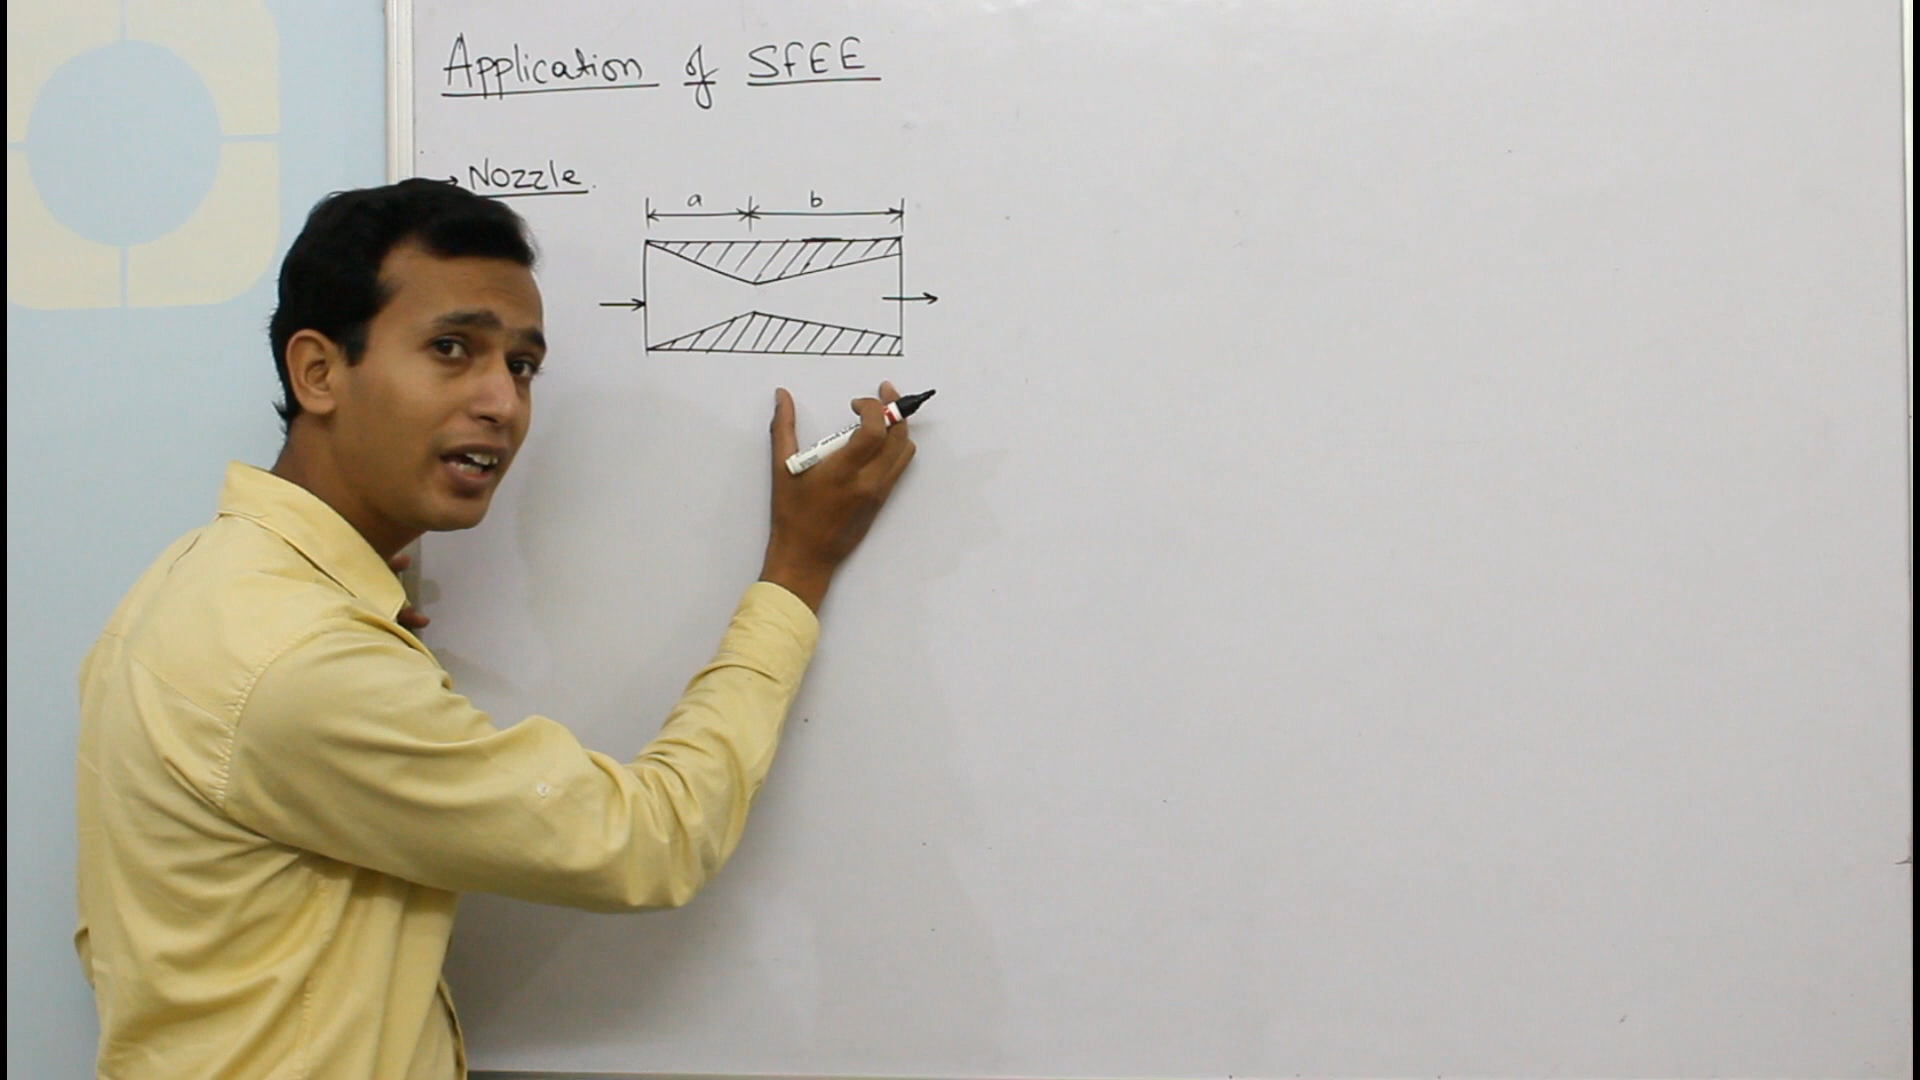 Application of SFEE
→ Nozzle.
a b